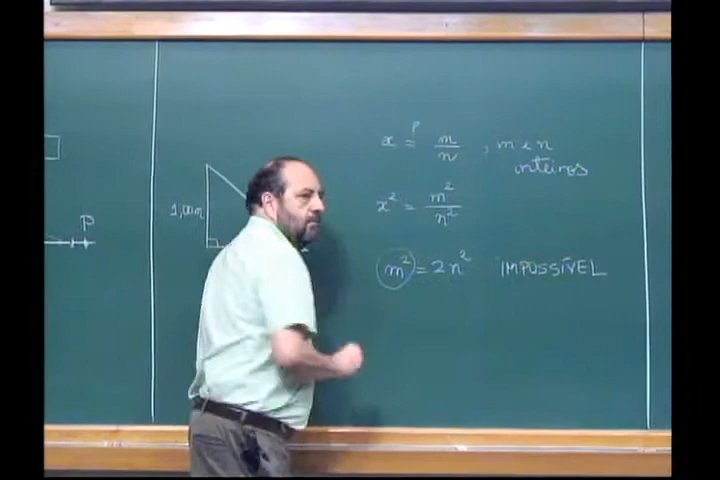 P
1,00m
x =? m/n , m e n
inteiros
x² = m²/n²
m² = 2n² IMPOSSÍVEL